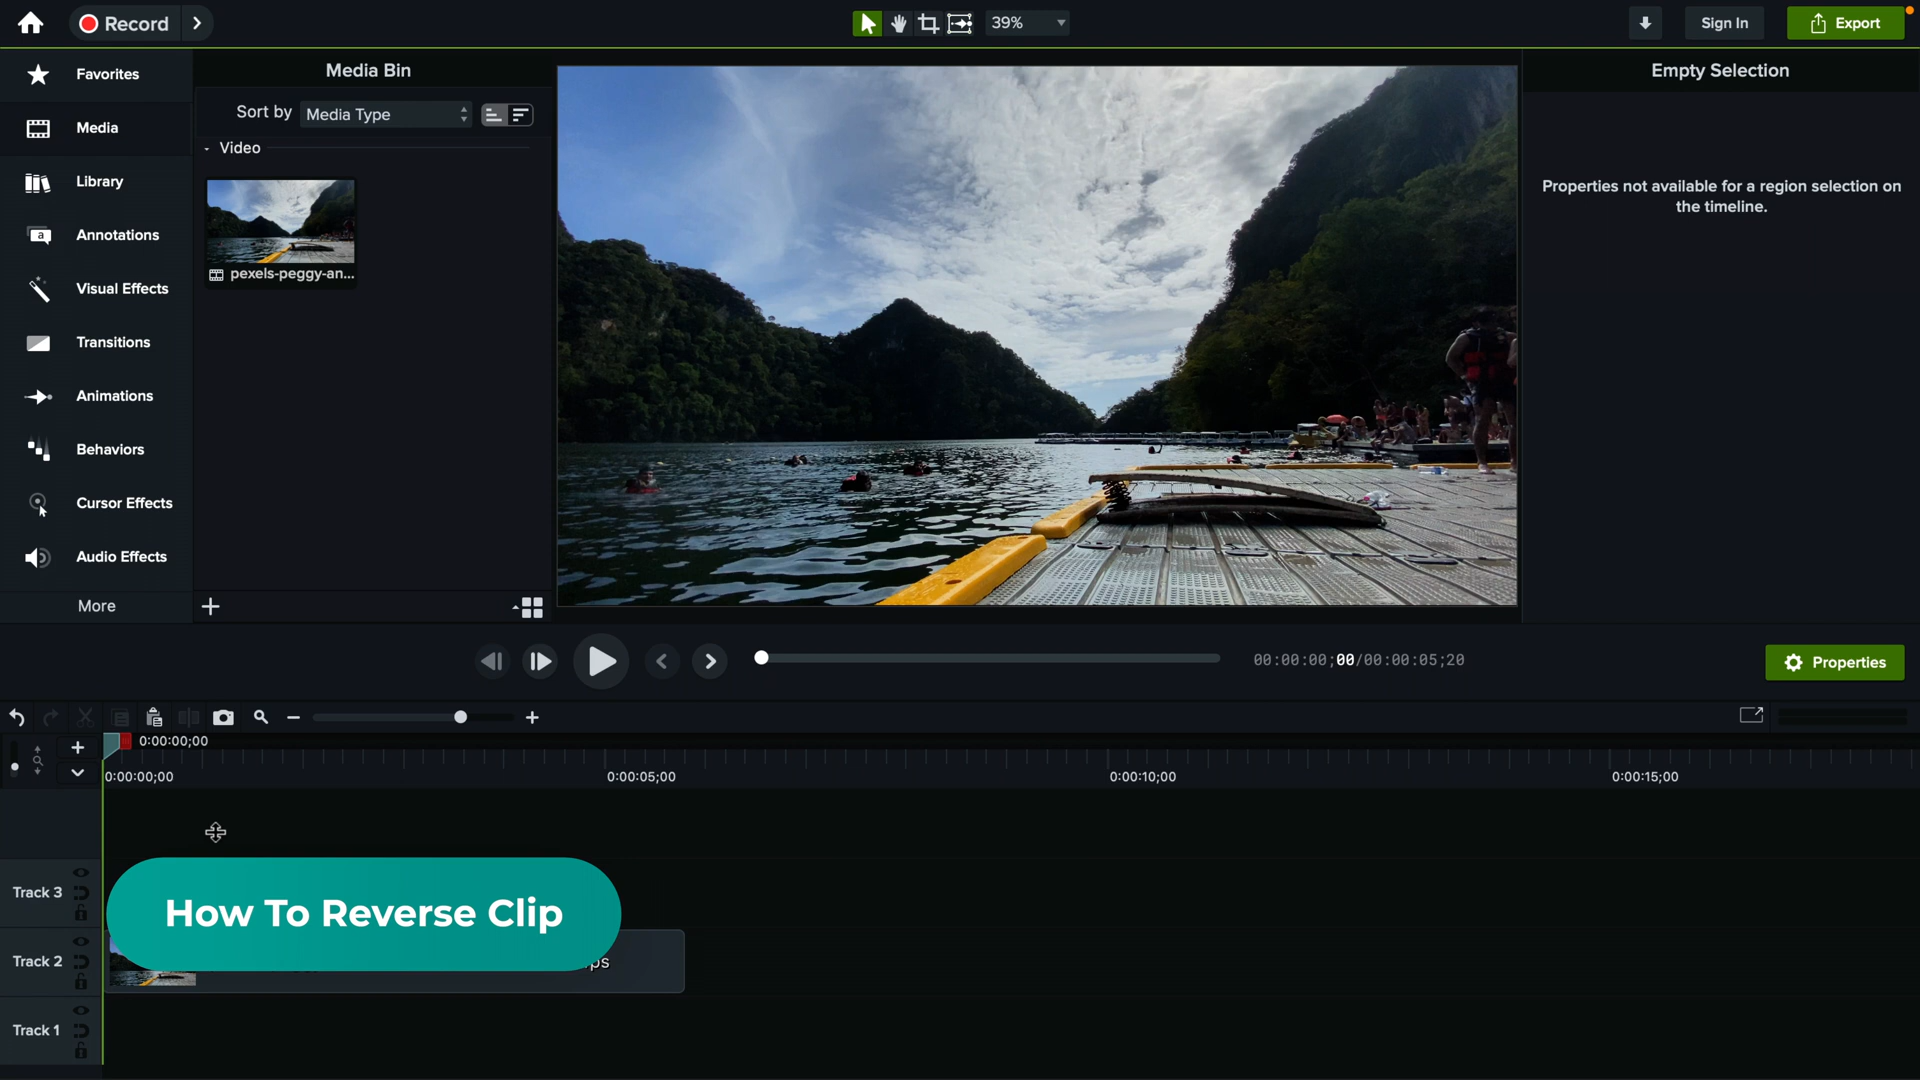 Record
39%
Sign In
Export
Favorites
Media
Library
Annotations
Visual Effects
Transitions
Animations
Behaviors
Cursor Effects
Audio Effects
More
Media Bin
Sort by
Media Type
Video
pexels-peggy-an...
Empty Selection
Properties not available for a region selection on
the timeline.
00:00:00;00/00:00:05;20
Properties
0:00:00;00
0:00:00;00
0:00:05;00
0:00:10;00
0:00:15;00
Track 3
How To Reverse Clip
Track 2
Track 1